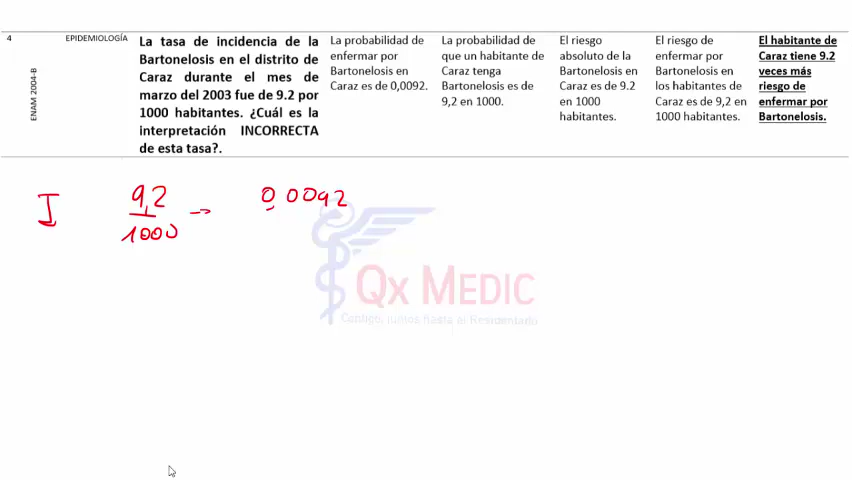 4
EPIDEMIOLOGÍA
ENAM 2004-B
La tasa de incidencia de la
Bartonelosis en el distrito de
Caraz durante el mes de
marzo del 2003 fue de 9.2 por
1000 habitantes. ¿Cuál es la
interpretación INCORRECTA
de esta tasa?.
La probabilidad de
enfermar por
Bartonelosis en
Caraz es de 0,0092.
La probabilidad de
que un habitante de
Caraz tenga
Bartonelosis es de
9,2 en 1000.
El riesgo
absoluto de la
Bartonelosis en
Caraz es de 9.2
en 1000
habitantes.
El riesgo de
enfermar por
Bartonelosis en
los habitantes de
Caraz es de 9,2 en
1000 habitantes.
El habitante de
Caraz tiene 9.2
veces más
riesgo de
enfermar por
Bartonelosis.
I 9,2 → 0,0092
1000
QX MEDIC
Contigo, juntos hasta el Residentado